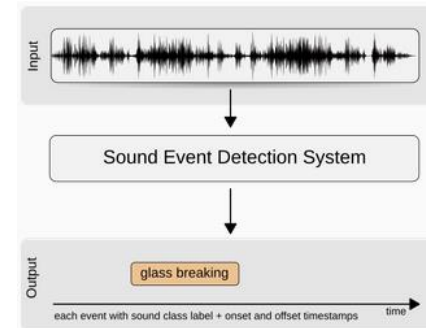 Input
Sound Event Detection System
Output
glass breaking
time
each event with sound class label + onset and offset timestamps